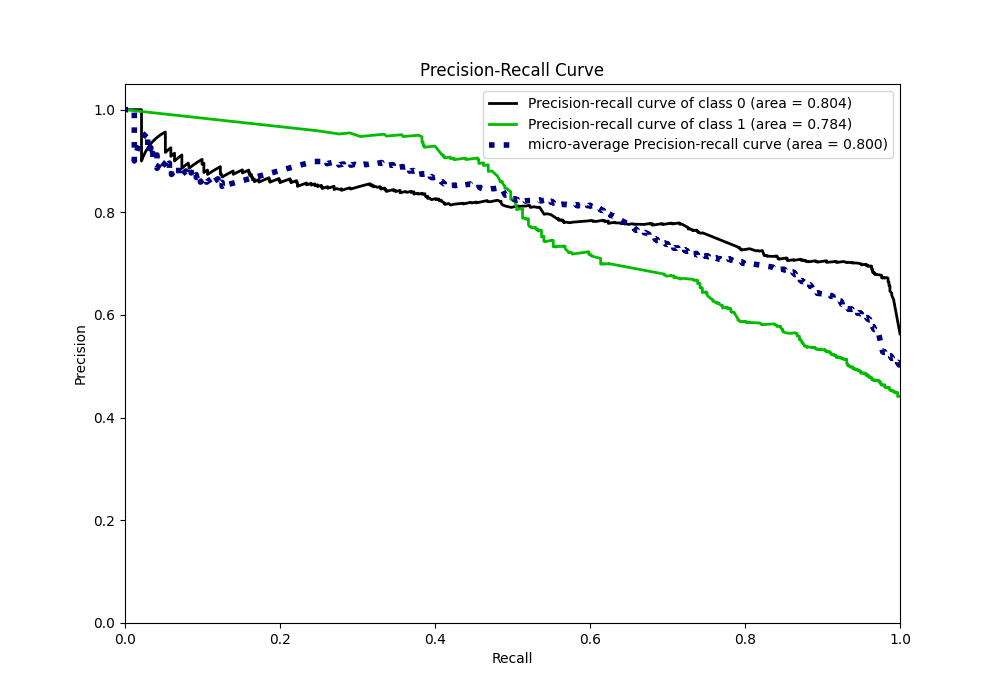 Precision-Recall Curve
Precision-recall curve of class 0 (area = 0.804)
Precision-recall curve of class 1 (area = 0.784)
micro-average Precision-recall curve (area = 0.800)
1.0
0.8
0.6
0.4
0.2
0.0
Precision
0.0 0.2 0.4 0.6 0.8 1.0
Recall